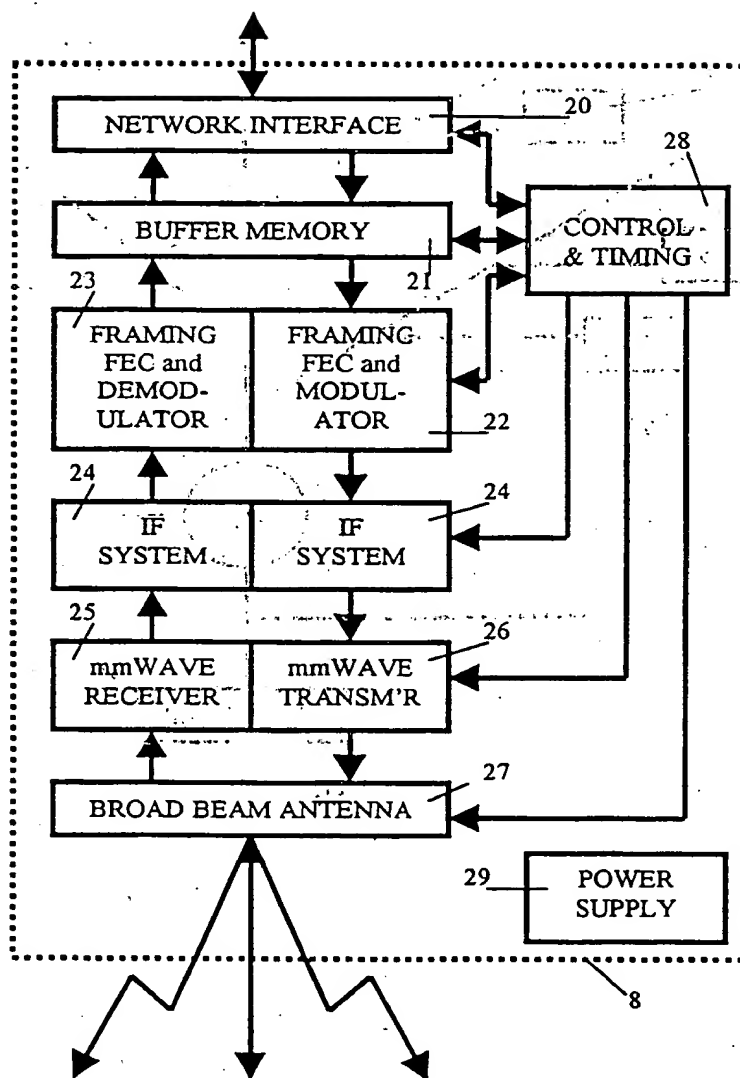 20
NETWORK INTERFACE
28
BUFFER MEMORY
CONTROL
& TIMING
21
23
FRAMING
FEC and
DEMOD-
ULATOR
FRAMING
FEC and
MODUL-
ATOR
22
24
IF
SYSTEM
24
IF
SYSTEM
25
mmWAVE
RECEIVER
26
mmWAVE
TRANSM'R
27
BROAD BEAM ANTENNA
29
POWER
SUPPLY
8